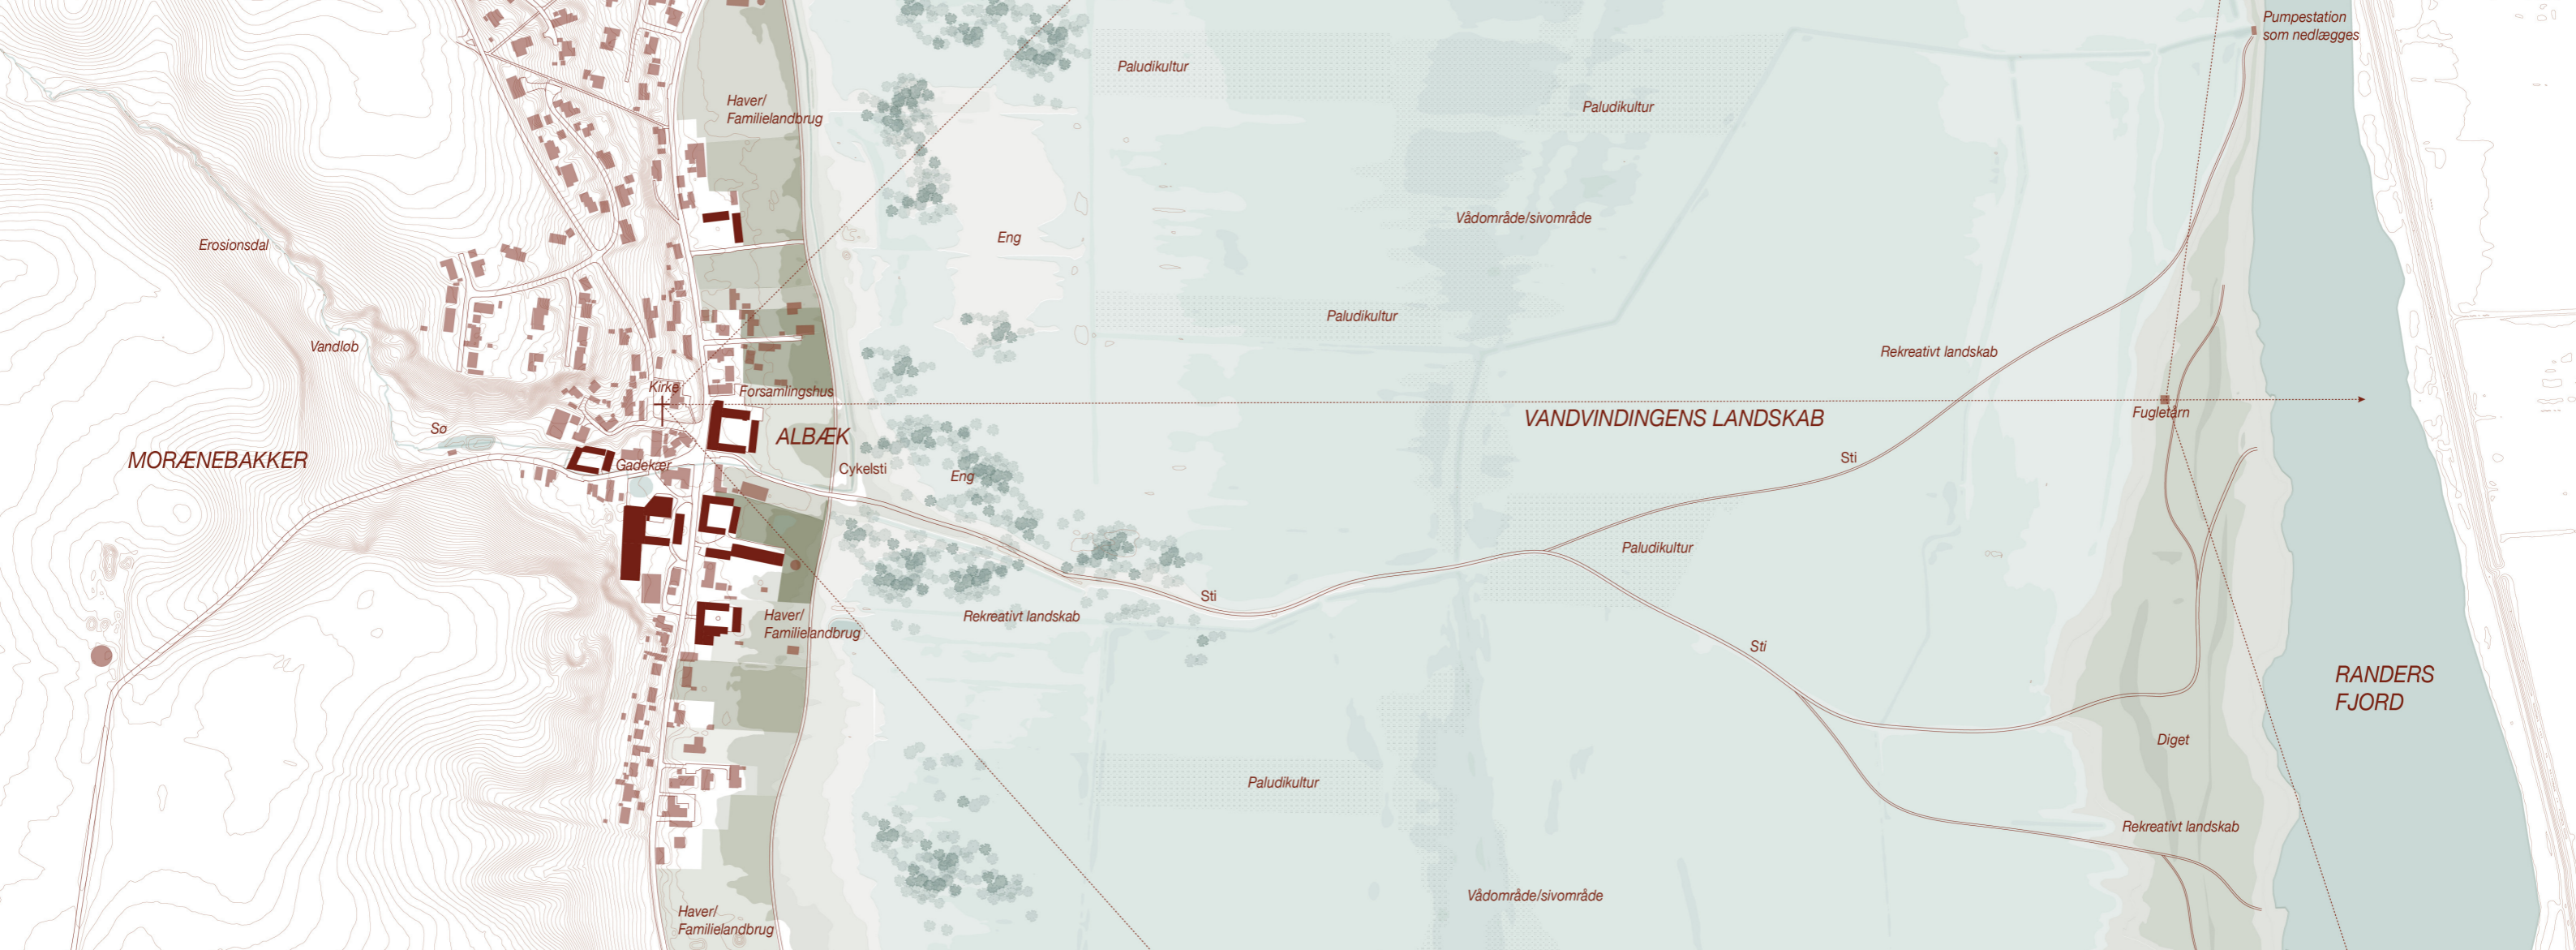 Pumpestation
som nedlægges
Paludikultur
Haver/
Familielandbrug
Paludikultur
Vådområde/sivområde
Eng
Erosionsdal
Paludikultur
Vandløb
Rekreativt landskab
Kirke
Forsamlingshus
Fugletårn
VANDVINDINGENS LANDSKAB
Sø
ALBÆK
MORÆNEBAKKER
Gadekær
Cykelsti
Sti
Eng
Paludikultur
Sti
Rekreativt landskab
Haver/
Familielandbrug
Sti
RANDERS
FJORD
Diget
Paludikultur
Rekreativt landskab
Vådområde/sivområde
Haver/
Familielandbrug